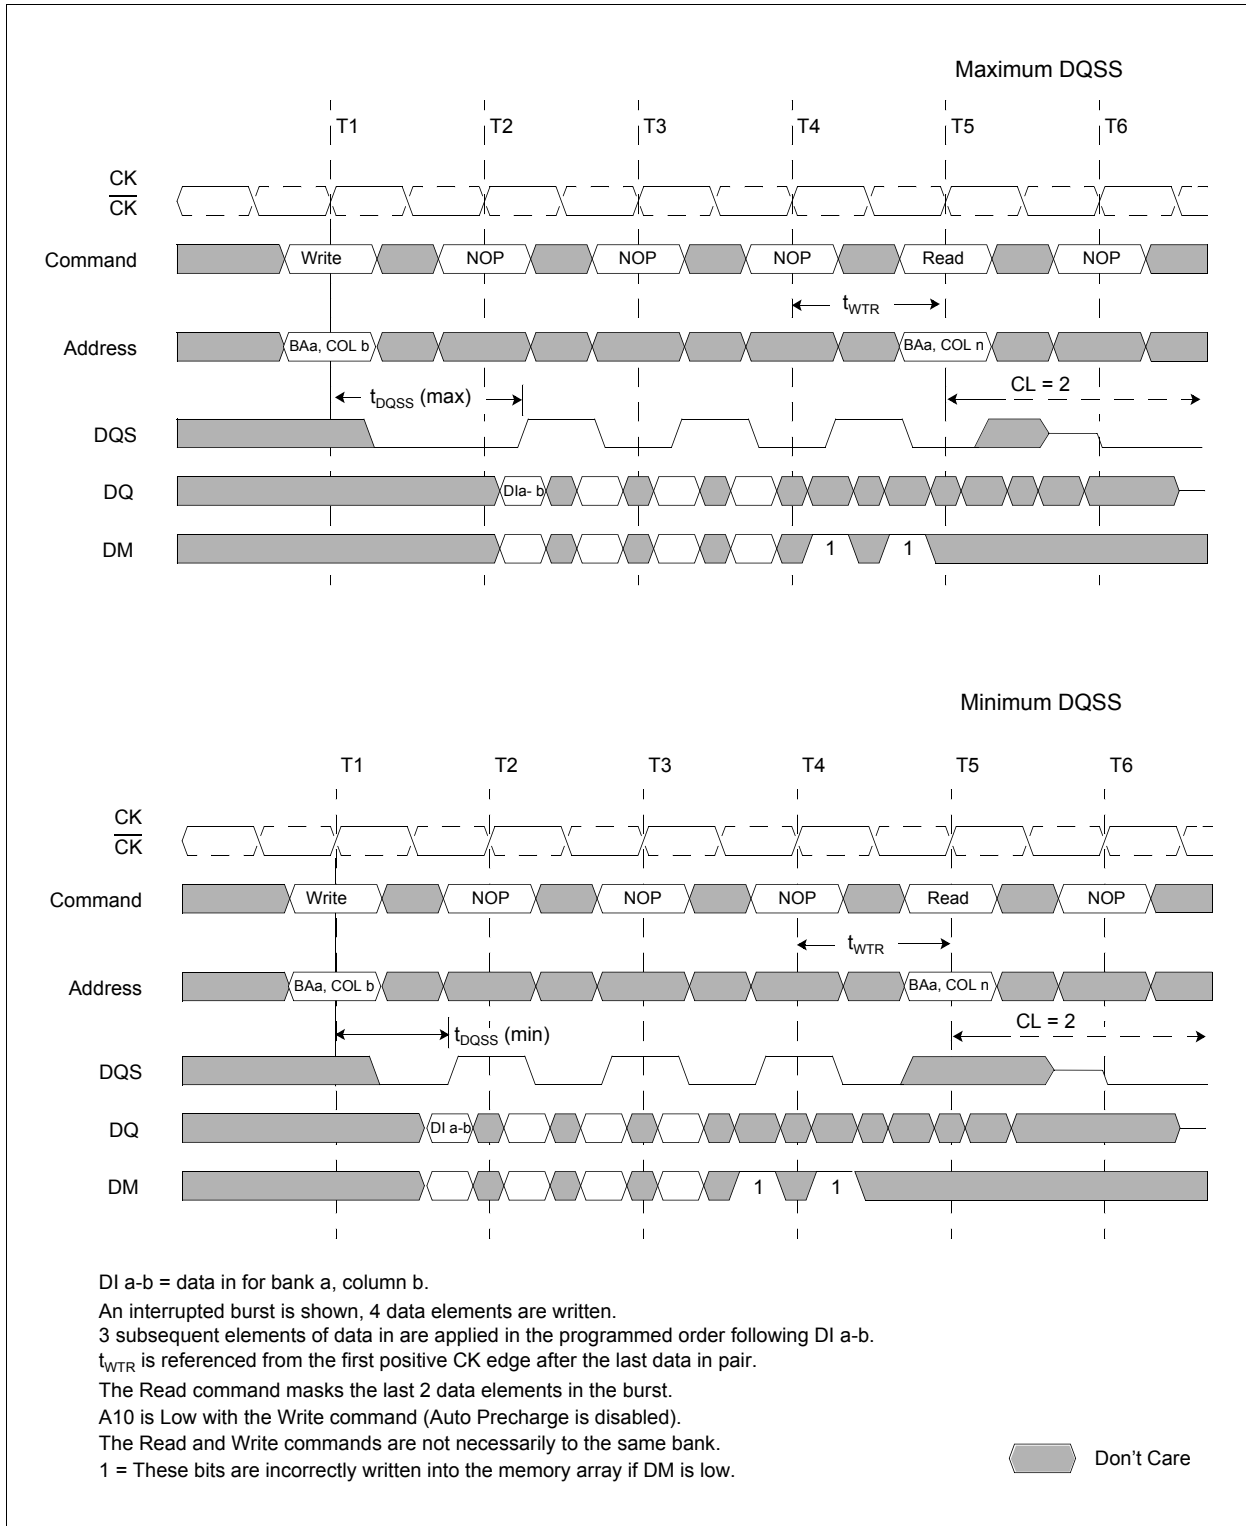 Maximum DQSS
T1 T2 T3 T4 T5 T6
CK
CK
Command Write NOP NOP NOP Read NOP
tWTR
Address BAa, COL b BAa, COL n
tDQSS (max) CL = 2
DQS
DQ DIa- b
DM 1 1
Minimum DQSS
T1 T2 T3 T4 T5 T6
CK
CK
Command Write NOP NOP NOP Read NOP
tWTR
Address BAa, COL b BAa, COL n
tDQSS (min) CL = 2
DQS
DQ DI a-b
DM 1 1
DI a-b = data in for bank a, column b.
An interrupted burst is shown, 4 data elements are written.
3 subsequent elements of data in are applied in the programmed order following DI a-b.
tWTR is referenced from the first positive CK edge after the last data in pair.
The Read command masks the last 2 data elements in the burst.
A10 is Low with the Write command (Auto Precharge is disabled).
The Read and Write commands are not necessarily to the same bank.
1 = These bits are incorrectly written into the memory array if DM is low.
Don't Care